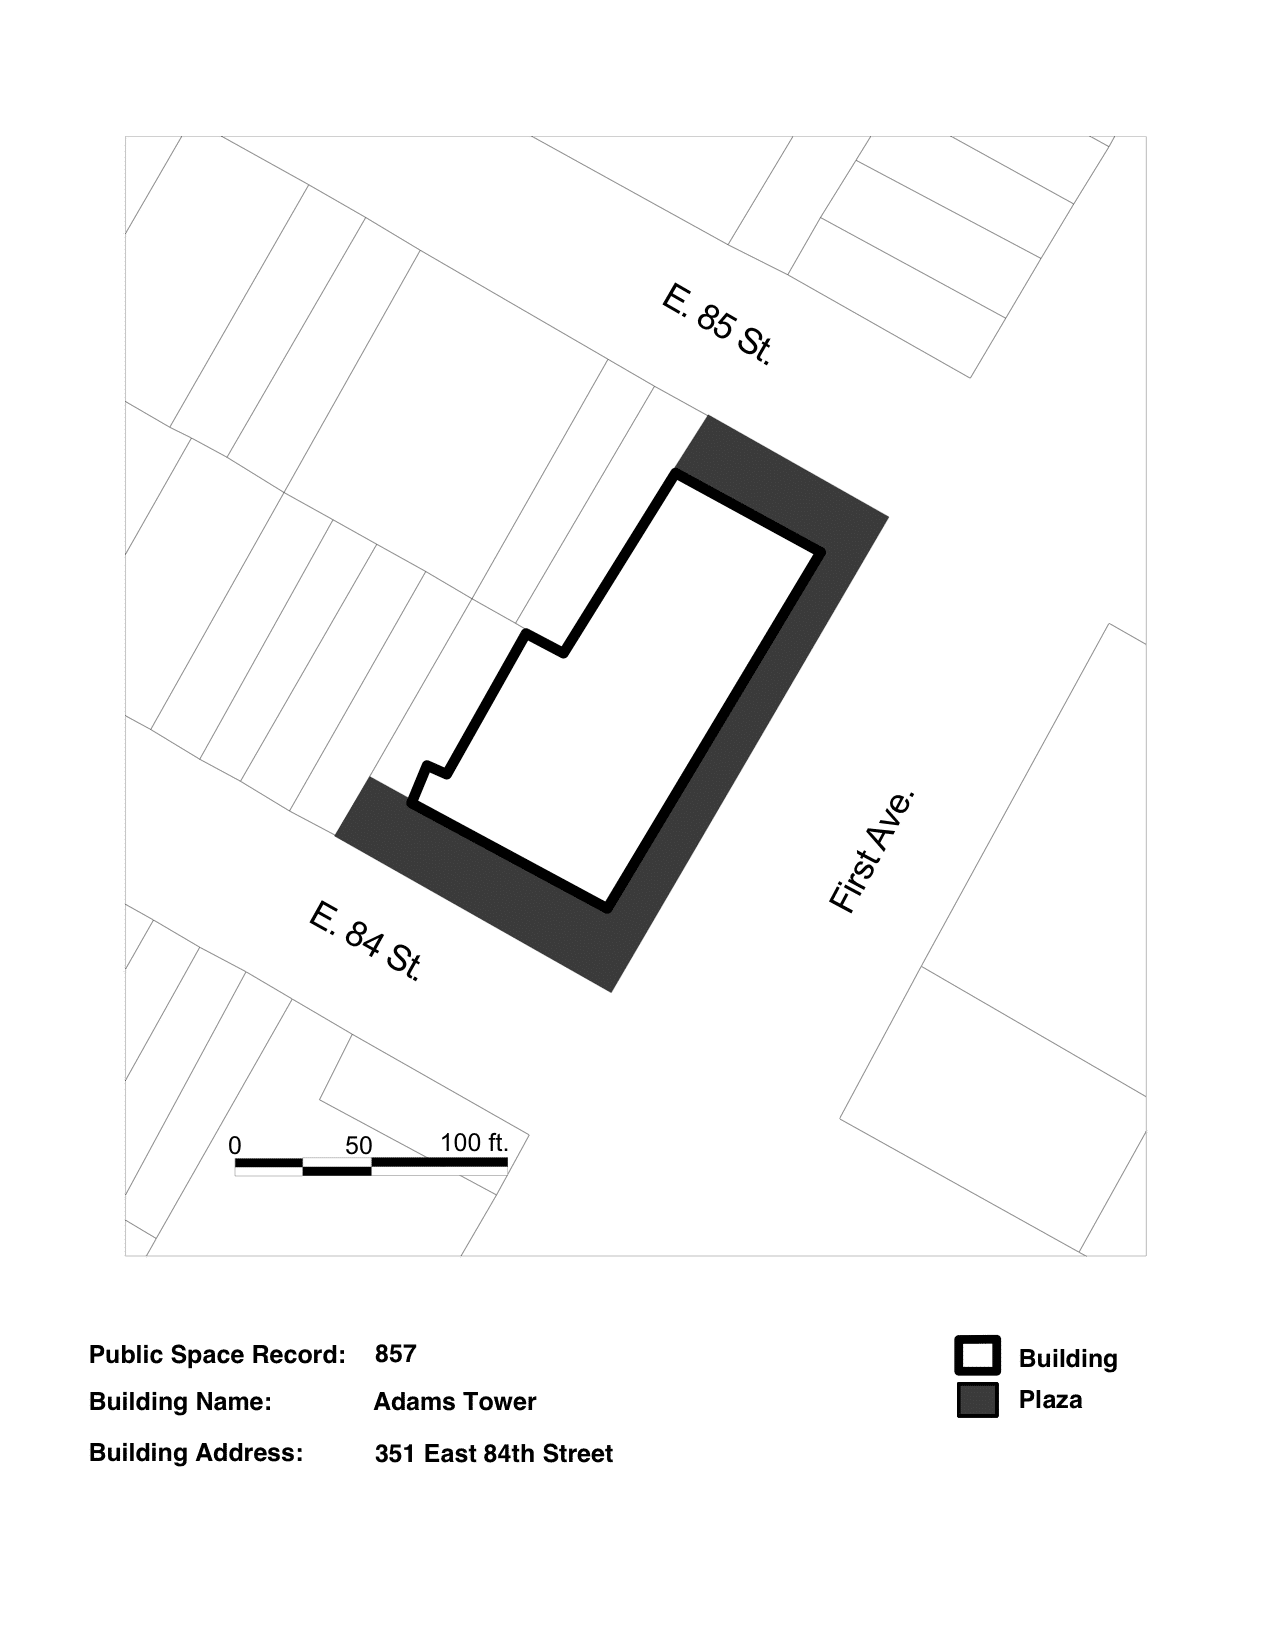 E. 85 St.
First Ave.
E. 84 St.
0 50 100 ft.
Public Space Record: 857
Building Name: Adams Tower
Building Address: 351 East 84th Street
Building
Plaza